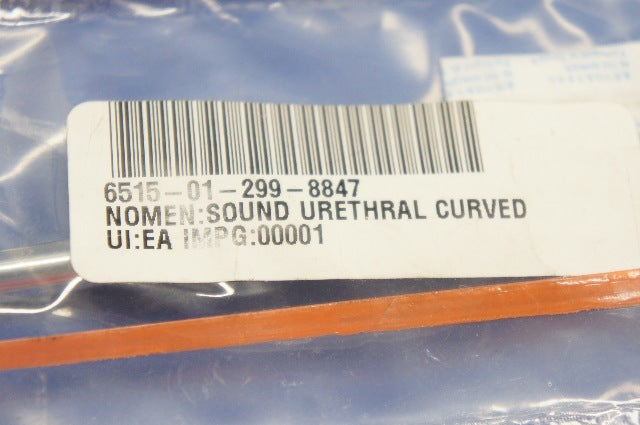 6515-01-299-8847
NOMEN:SOUND URETHRAL CURVED
UI:EA IMPG:00001